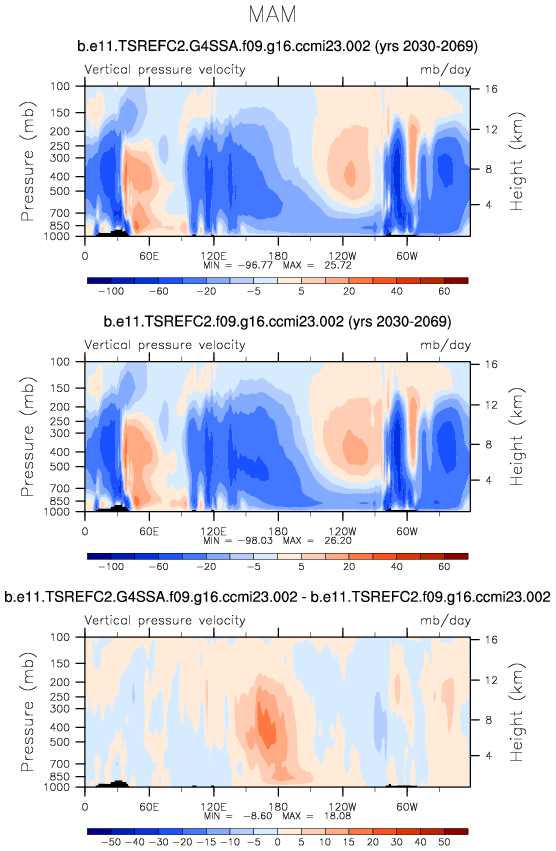 MAM
b.e11.TSREFC2.G4SSA.f09.g16.ccmi23.002 (yrs 2030-2069)
Vertical pressure velocity mb/day
Pressure (mb)
100
150
200
250
300
400
500
700
850
1000
16
12
8
4
Height (km)
0 60E 120E 180 120W 60W
MIN = -96.77 MAX = 25.72
-100 -60 -20 -5 5 20 40 60
b.e11.TSREFC2.f09.g16.ccmi23.002 (yrs 2030-2069)
Vertical pressure velocity mb/day
Pressure (mb)
100
150
200
250
300
400
500
700
850
1000
16
12
8
4
Height (km)
0 60E 120E 180 120W 60W
MIN = -98.03 MAX = 26.20
-100 -60 -20 -5 5 10 20 40 60
b.e11.TSREFC2.G4SSA.f09.g16.ccmi23.002 - b.e11.TSREFC2.f09.g16.ccmi23.002
Vertical pressure velocity mb/day
Pressure (mb)
100
150
200
250
300
400
500
700
850
1000
16
12
8
4
Height (km)
0 60E 120E 180 120W 60W
MIN = -8.60 MAX = 18.08
-50 -40 -30 -20 -15 -10 -5 0 5 10 15 20 30 40 50